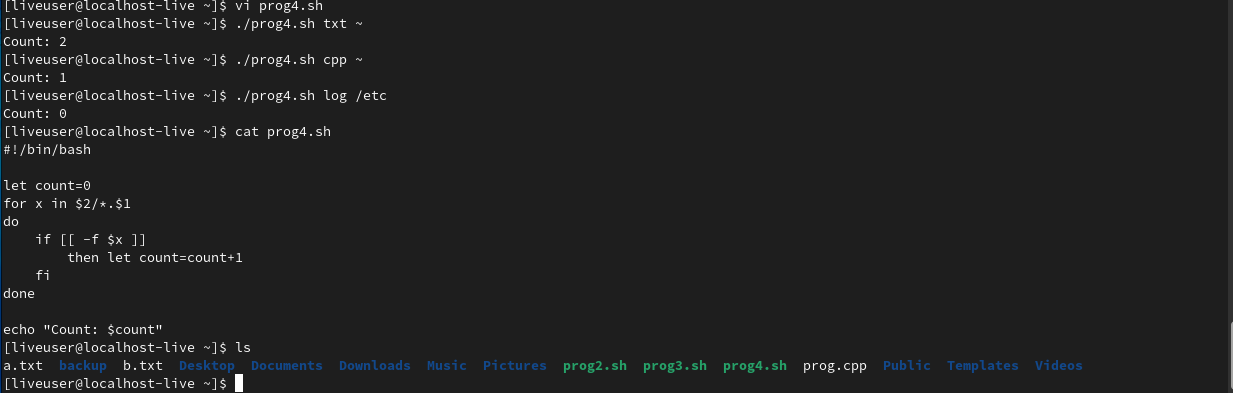 [liveuser@localhost-live ~]$ vi prog4.sh
[liveuser@localhost-live ~]$ ./prog4.sh txt ~
Count: 2
[liveuser@localhost-live ~]$ ./prog4.sh cpp ~
Count: 1
[liveuser@localhost-live ~]$ ./prog4.sh log /etc
Count: 0
[liveuser@localhost-live ~]$ cat prog4.sh
#!/bin/bash

let count=0
for x in $2/*.$1
do
    if [[ -f $x ]]
        then let count=count+1
    fi
done

echo "Count: $count"
[liveuser@localhost-live ~]$ ls
a.txt  backup  b.txt  Desktop  Documents  Downloads  Music  Pictures  prog2.sh  prog3.sh  prog4.sh  prog.cpp  Public  Templates  Videos
[liveuser@localhost-live ~]$